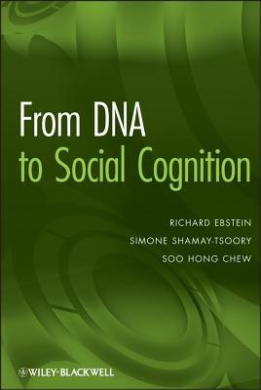 From DNA
to Social Cognition
RICHARD EBSTEIN
SIMONE SHAMAY-TSOORY
SOO HONG CHEW
WILEY-BLACKWELL